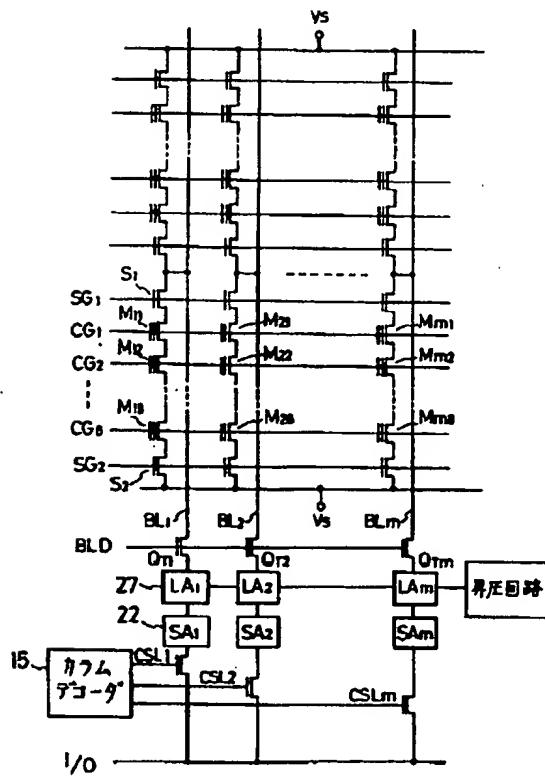 Vs
S1
SG1
M11 M21 Mm1
CG1
M12 M22 Mm2
CG2
M18 M28 Mm8
CG8
SG2
S2
Vs
BL1 BL2 BLm
BLD
QT1 QT2 QTm
27 LA1 LA2 LAm 昇圧回路
22 SA1 SA2 SAm
15 カラム
デコーダ
CSL1
CSL2
CSLm
I/O